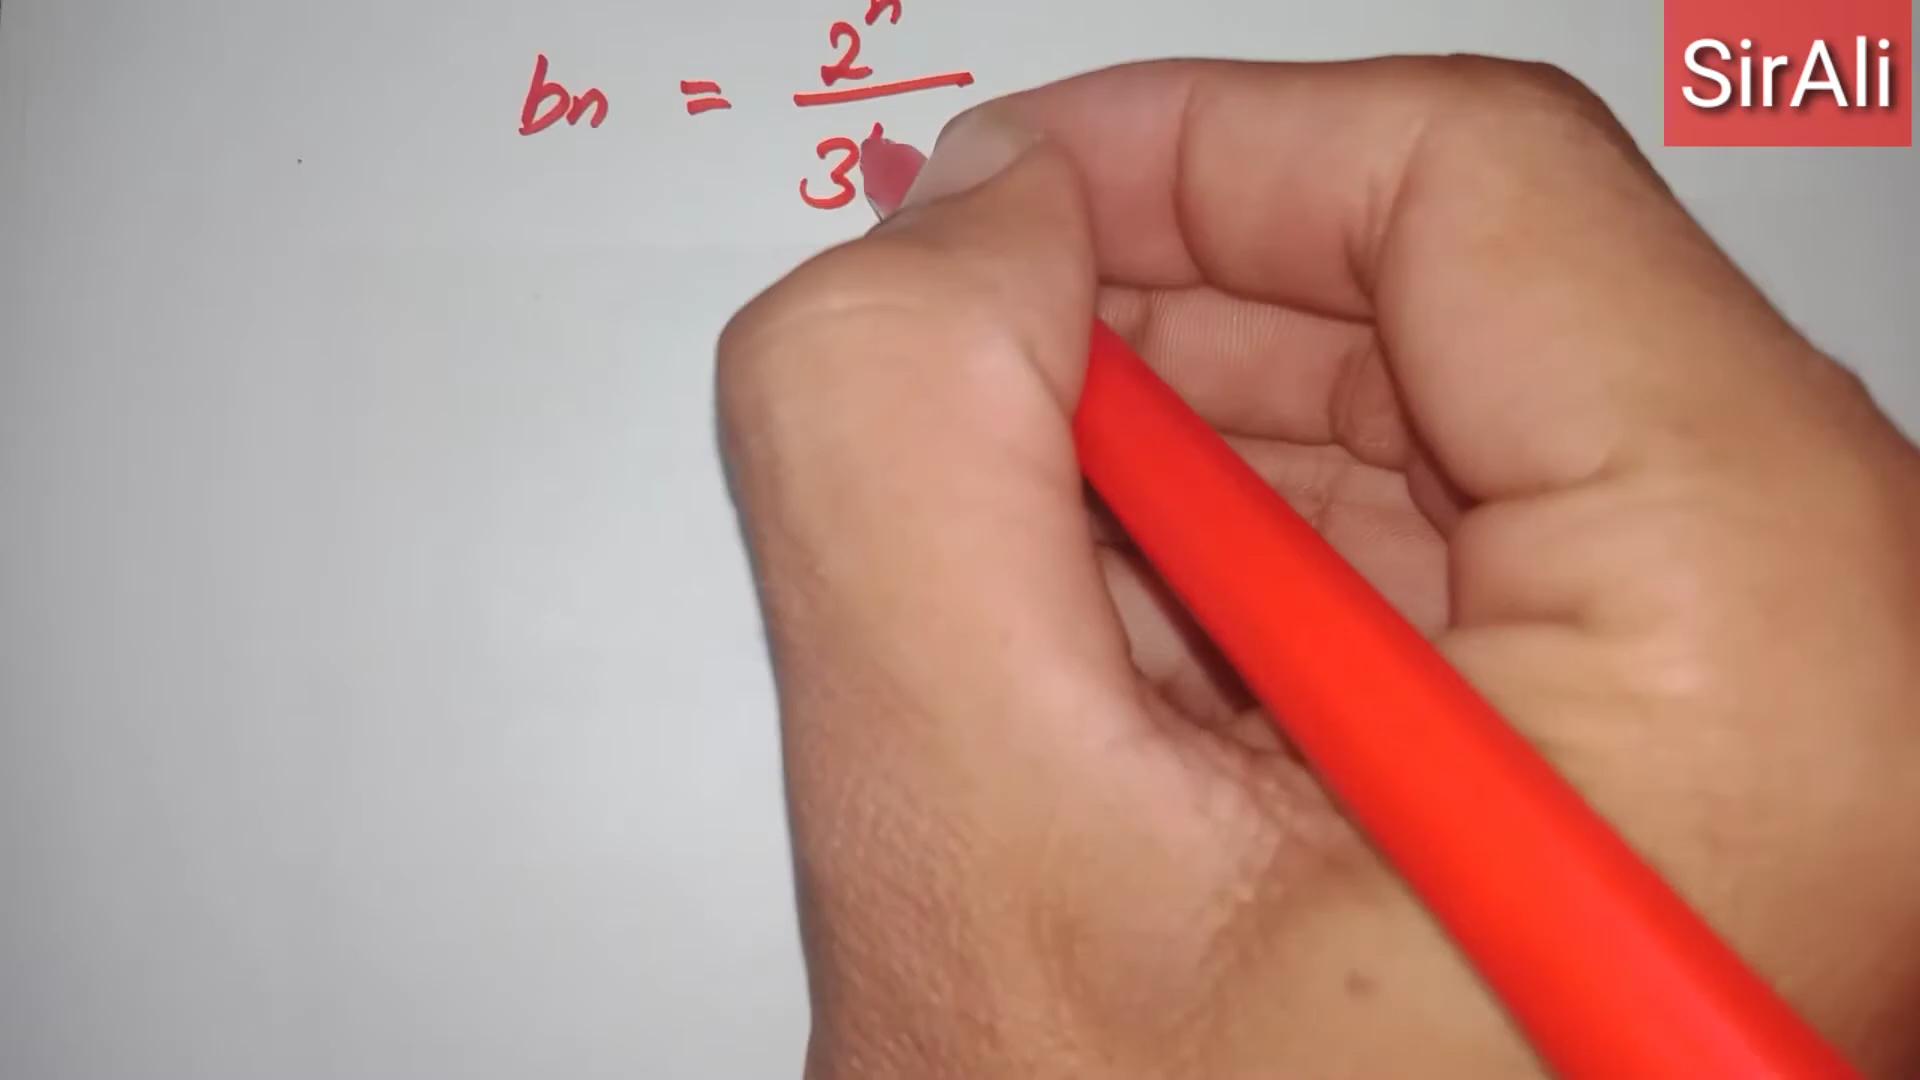 SirAli
bn = 2^n / 3